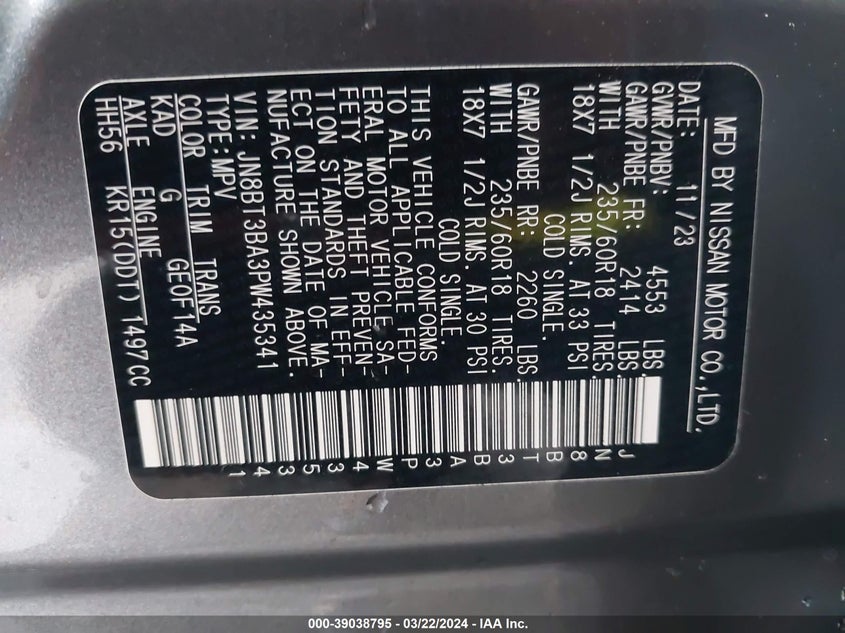 MFD BY NISSAN MOTOR CO.,LTD.
DATE: 11/23
GVWR/PNBV: 4553 LBS.
GAWR/PNBE FR: 2414 LBS.
WITH 235/60R18 TIRES.
18X7 1/2J RIMS. AT 33 PSI
COLD SINGLE.
GAWR/PNBE RR: 2260 LBS.
WITH 235/60R18 TIRES.
18X7 1/2J RIMS. AT 30 PSI
COLD SINGLE.
THIS VEHICLE CONFORMS
TO ALL APPLICABLE FED-
ERAL MOTOR VEHICLE SA-
FETY AND THEFT PREVEN-
TION STANDARDS IN EFF-
ECT ON THE DATE OF MA-
NUFACTURE SHOWN ABOVE.
VIN: JN8BT3BA3PW435341
TYPE:MPV
COLOR TRIM TRANS
KAD G GE0F14A
AXLE ENGINE
HH56 KR15(DDT) 1497CC
JN8BT3BA3PW435341
000-39038795 - 03/22/2024 - IAA Inc.